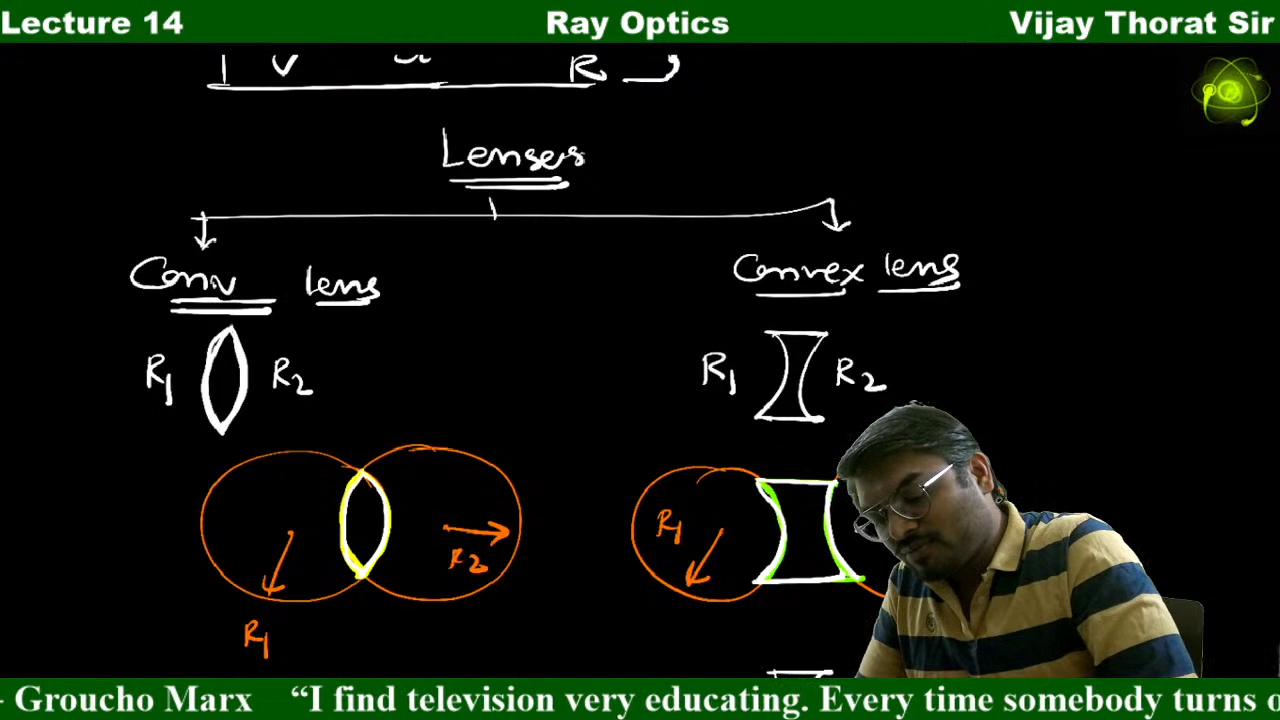 Lecture 14 Ray Optics Vijay Thorat Sir
R
Lenses
Conv lens Convex lens
R1 R2 R1 R2
R1
R2
R1
- Groucho Marx “I find television very educating. Every time somebody turns o